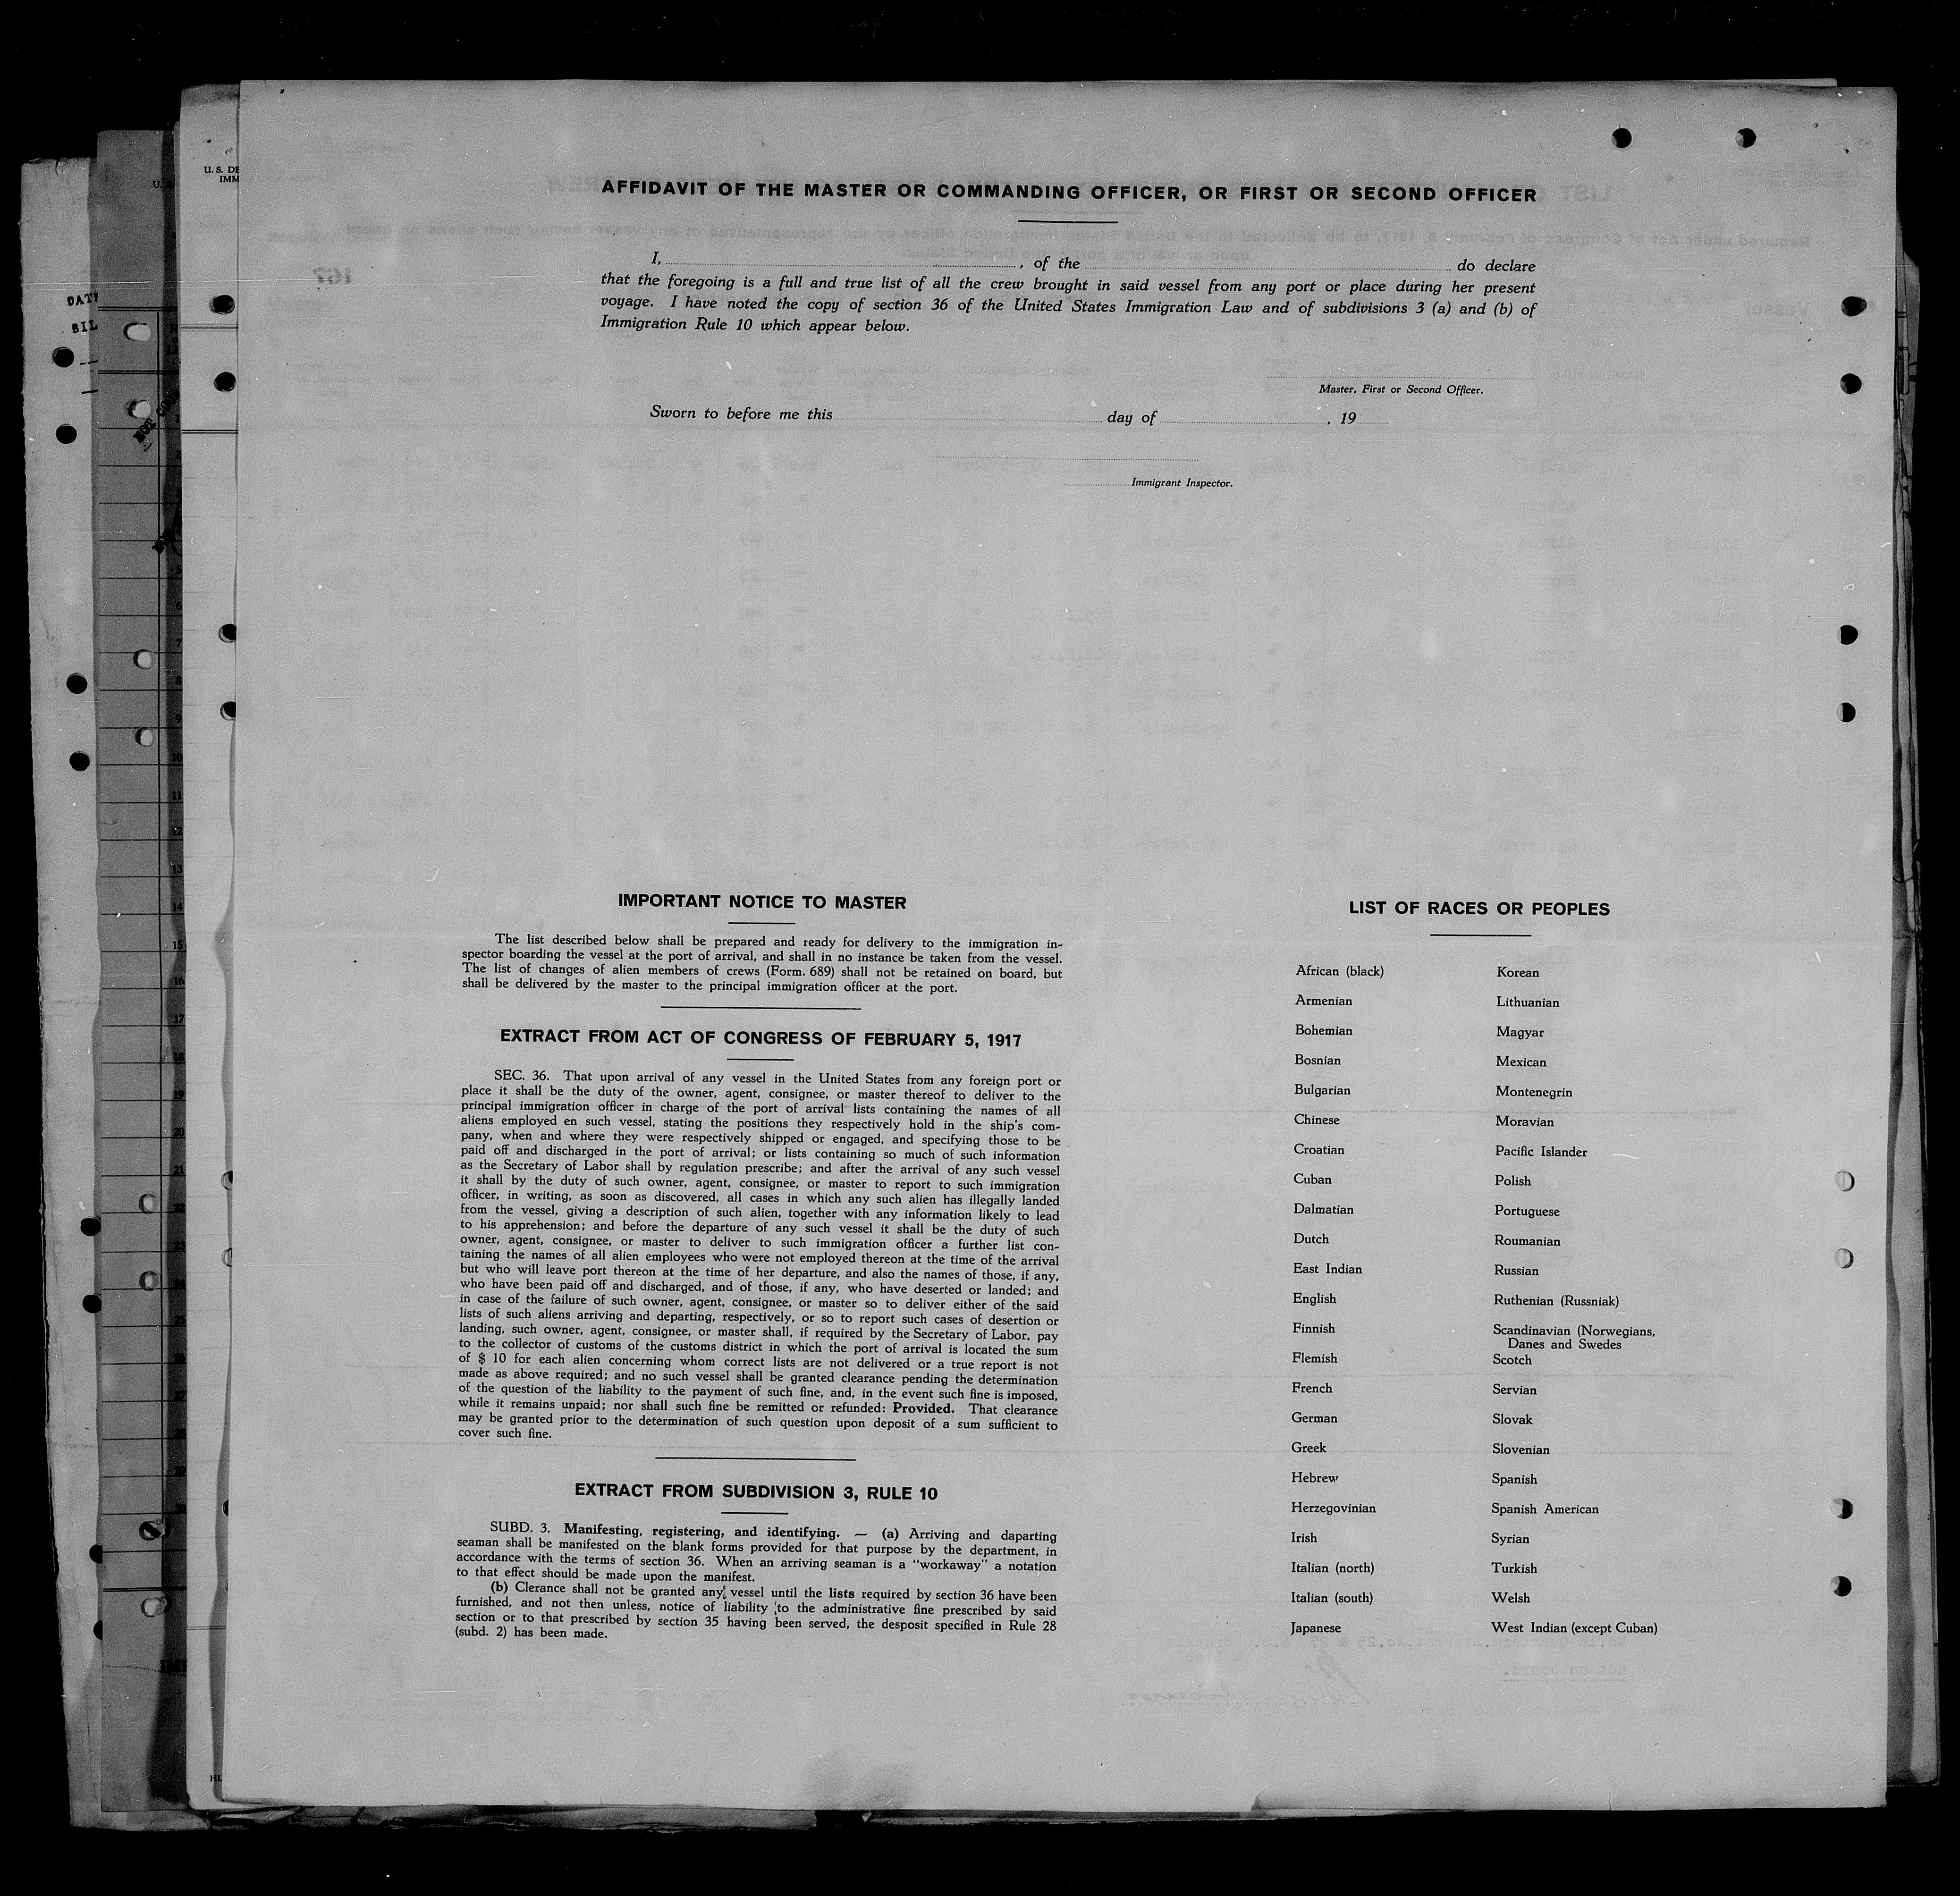 AFFIDAVIT OF THE MASTER OR COMMANDING OFFICER, OR FIRST OR SECOND OFFICER
I, , of the do declare
that the foregoing is a full and true list of all the crew brought in said vessel from any port or place during her present
voyage. I have noted the copy of section 36 of the United States Immigration Law and of subdivisions 3 (a) and (b) of
Immigration Rule 10 which appear below.
Master, First or Second Officer.
Sworn to before me this day of , 19
Immigrant Inspector.
IMPORTANT NOTICE TO MASTER
The list described below shall be prepared and ready for delivery to the immigration in-
spector boarding the vessel at the port of arrival, and shall in no instance be taken from the vessel.
The list of changes of alien members of crews (Form. 689) shall not be retained on board, but
shall be delivered by the master to the principal immigration officer at the port.
EXTRACT FROM ACT OF CONGRESS OF FEBRUARY 5, 1917
SEC. 36. That upon arrival of any vessel in the United States from any foreign port or
place it shall be the duty of the owner, agent, consignee, or master thereof to deliver to the
principal immigration officer in charge of the port of arrival lists containing the names of all
aliens employed en such vessel, stating the positions they respectively hold in the ship's com-
pany, when and where they were respectively shipped or engaged, and specifying those to be
paid off and discharged in the port of arrival; or lists containing so much of such information
as the Secretary of Labor shall by regulation prescribe; and after the arrival of any such vessel
it shall by the duty of such owner, agent, consignee, or master to report to such immigration
officer, in writing, as soon as discovered, all cases in which any such alien has illegally landed
from the vessel, giving a description of such alien, together with any information likely to lead
to his apprehension; and before the departure of any such vessel it shall be the duty of such
owner, agent, consignee, or master to deliver to such immigration officer a further list con-
taining the names of all alien employees who were not employed thereon at the time of the arrival
but who will leave port thereon at the time of her departure, and also the names of those, if any,
who have been paid off and discharged, and of those, if any, who have deserted or landed; and
in case of the failure of such owner, agent, consignee, or master so to deliver either of the said
lists of such aliens arriving and departing, respectively, or so to report such cases of desertion or
landing, such owner, agent, consignee, or master shall, if required by the Secretary of Labor, pay
to the collector of customs of the customs district in which the port of arrival is located the sum
of $ 10 for each alien concerning whom correct lists are not delivered or a true report is not
made as above required; and no such vessel shall be granted clearance pending the determination
of the question of the liability to the payment of such fine, and, in the event such fine is imposed,
while it remains unpaid; nor shall such fine be remitted or refunded: Provided. That clearance
may be granted prior to the determination of such question upon deposit of a sum sufficient to
cover such fine.
EXTRACT FROM SUBDIVISION 3, RULE 10
SUBD. 3. Manifesting, registering, and identifying. — (a) Arriving and daparting
seaman shall be manifested on the blank forms provided for that purpose by the department, in
accordance with the terms of section 36. When an arriving seaman is a "workaway" a notation
to that effect should be made upon the manifest.
(b) Clerance shall not be granted any vessel until the lists required by section 36 have been
furnished, and not then unless, notice of liability to the administrative fine prescribed by said
section or to that prescribed by section 35 having been served, the desposit specified in Rule 28
(subd. 2) has been made.
LIST OF RACES OR PEOPLES
African (black)
Armenian
Bohemian
Bosnian
Bulgarian
Chinese
Croatian
Cuban
Dalmatian
Dutch
East Indian
English
Finnish
Flemish
French
German
Greek
Hebrew
Herzegovinian
Irish
Italian (north)
Italian (south)
Japanese
Korean
Lithuanian
Magyar
Mexican
Montenegrin
Moravian
Pacific Islander
Polish
Portuguese
Roumanian
Russian
Ruthenian (Russniak)
Scandinavian (Norwegians,
Danes and Swedes
Scotch
Servian
Slovak
Slovenian
Spanish
Spanish American
Syrian
Turkish
Welsh
West Indian (except Cuban)